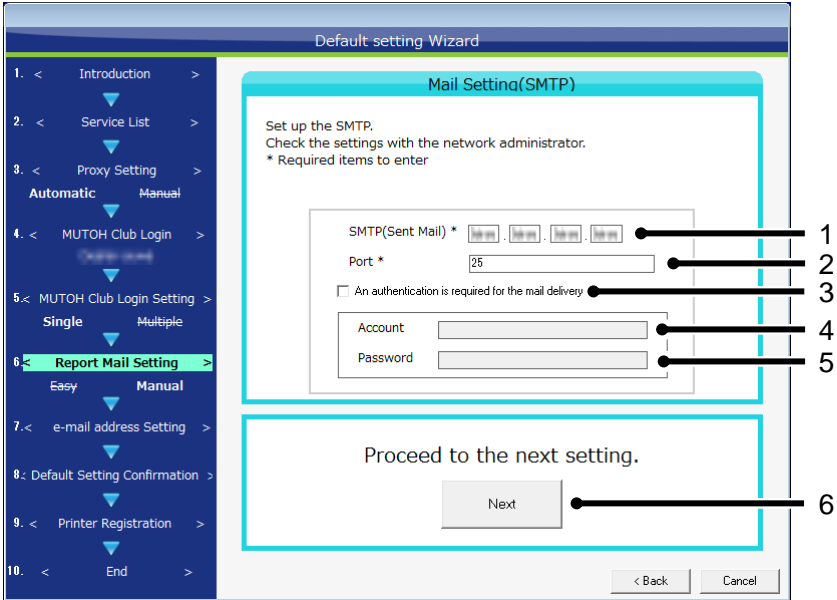 Default setting Wizard
1. < Introduction >
2. < Service List >
3. < Proxy Setting >
Automatic Manual
4. < MUTOH Club Login >
5.< MUTOH Club Login Setting >
Single Multiple
6.< Report Mail Setting >
Easy Manual
7.< e-mail address Setting >
8.< Default Setting Confirmation >
9. < Printer Registration >
10. < End >
Mail Setting(SMTP)
Set up the SMTP.
Check the settings with the network administrator.
* Required items to enter
SMTP(Sent Mail) * . . . 1
Port * 25 2
An authentication is required for the mail delivery 3
Account 4
Password 5
Proceed to the next setting.
Next 6
< Back Cancel